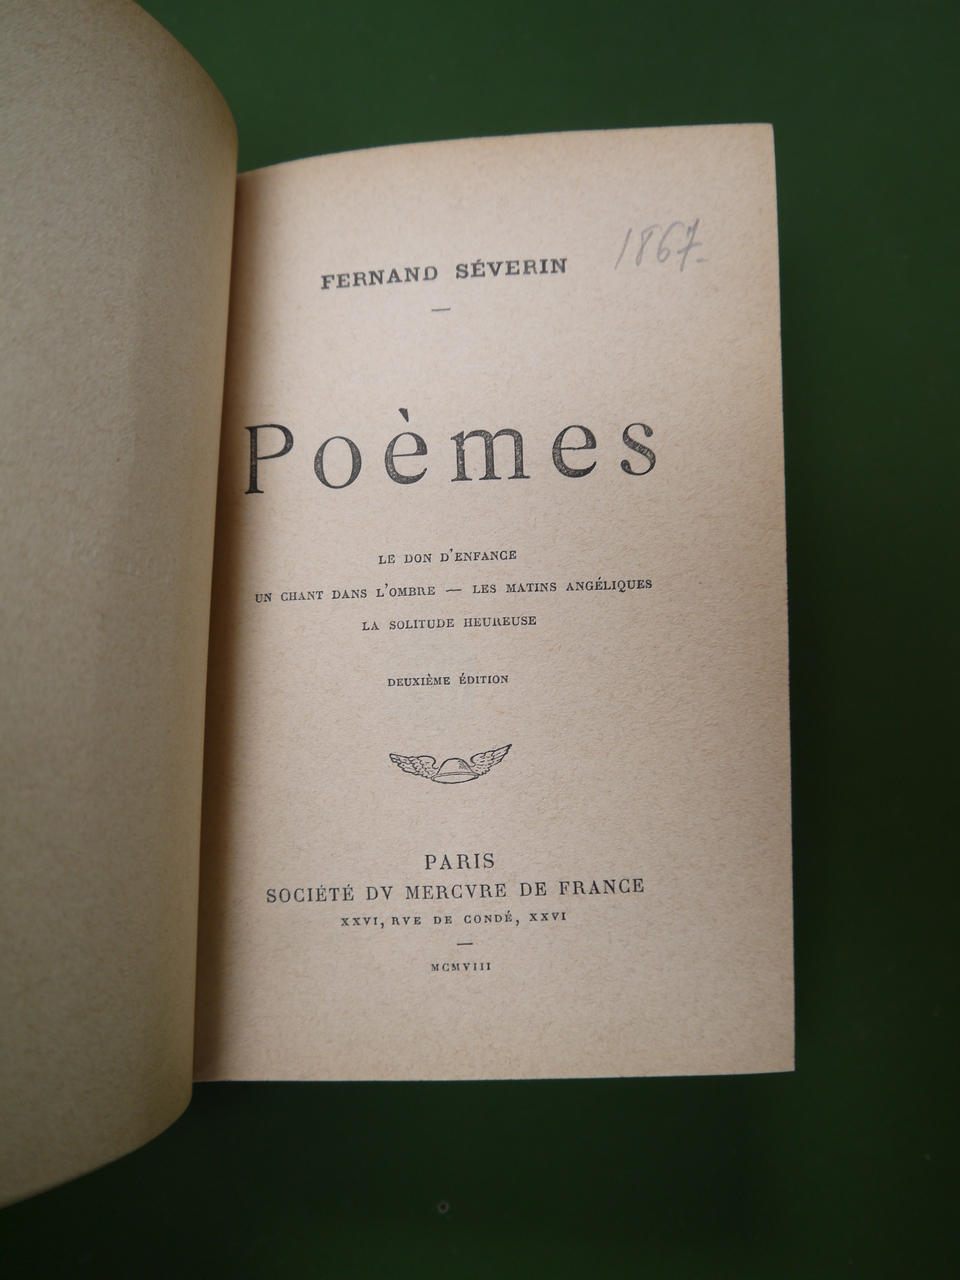 FERNAND SÉVERIN
1867
—
Poèmes
LE DON D'ENFANCE
UN CHANT DANS L'OMBRE — LES MATINS ANGÉLIQUES
LA SOLITUDE HEUREUSE
DEUXIÈME ÉDITION
PARIS
SOCIÉTÉ DV MERCVRE DE FRANCE
XXVI, RVE DE CONDÉ, XXVI
—
MCMVIII